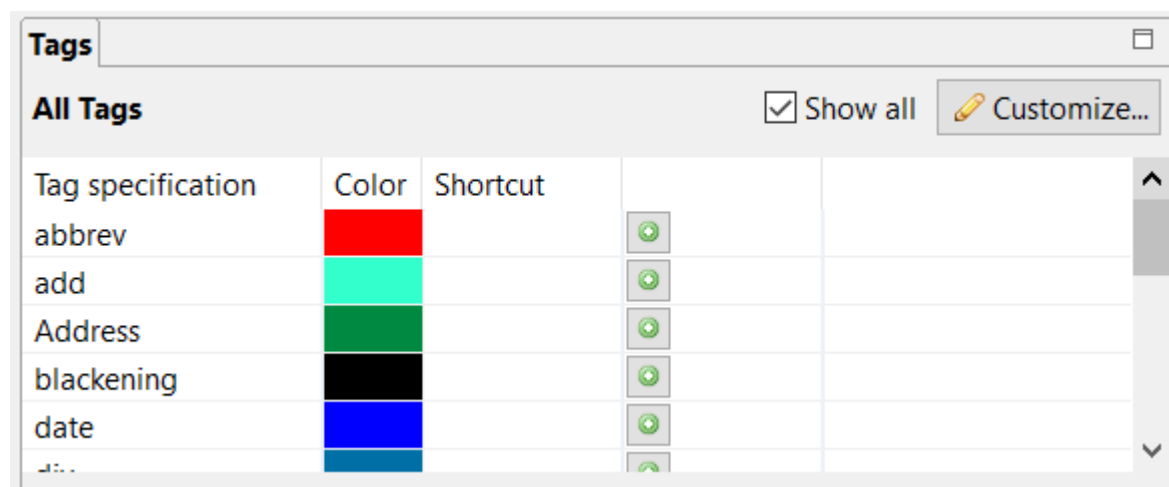 Tags
All Tags Show all Customize...
Tag specification Color Shortcut
abbrev
add
Address
blackening
date